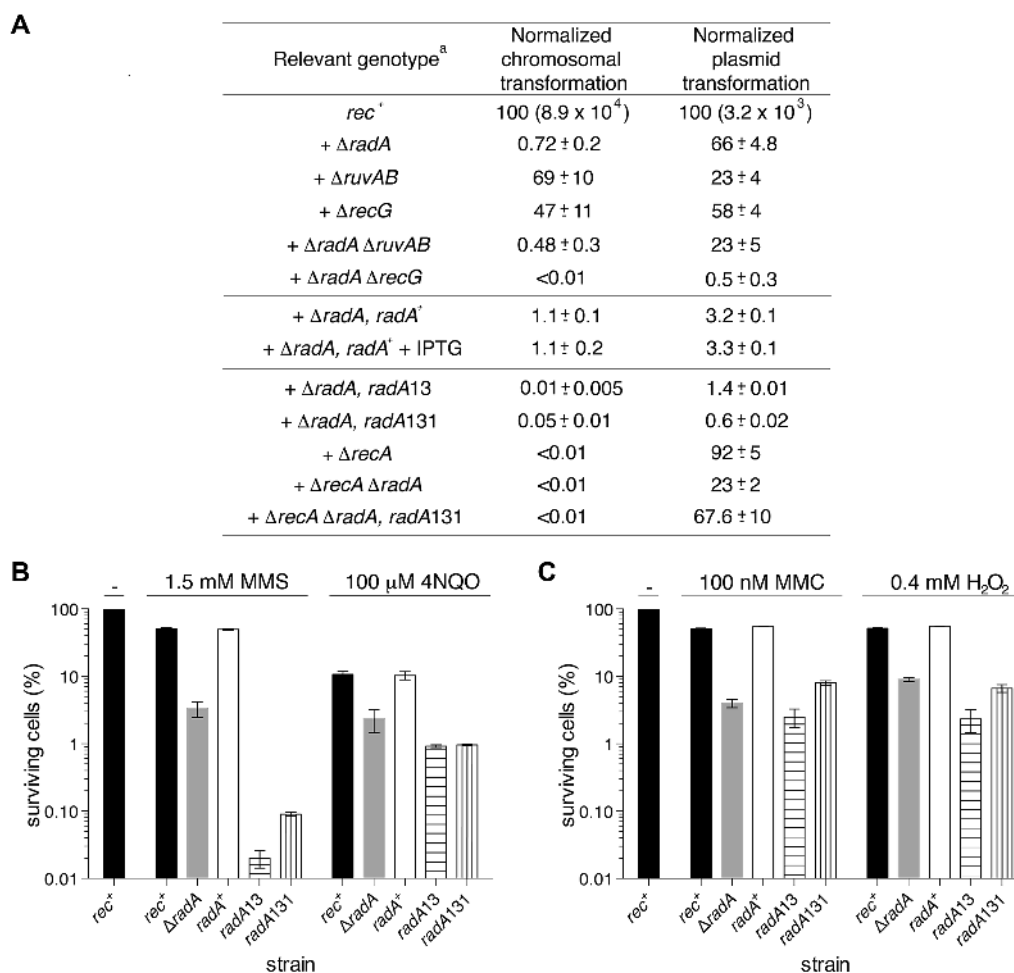 A
Relevant genotypeᵃ
Normalized
chromosomal
transformation
Normalized
plasmid
transformation
rec⁺ 100 (8.9 x 10⁴) 100 (3.2 x 10³)
+ ΔradA 0.72 ± 0.2 66 ± 4.8
+ ΔruvAB 69 ± 10 23 ± 4
+ ΔrecG 47 ± 11 58 ± 4
+ ΔradA ΔruvAB 0.48 ± 0.3 23 ± 5
+ ΔradA ΔrecG <0.01 0.5 ± 0.3
+ ΔradA, radA⁺ 1.1 ± 0.1 3.2 ± 0.1
+ ΔradA, radA⁺ + IPTG 1.1 ± 0.2 3.3 ± 0.1
+ ΔradA, radA13 0.01 ± 0.005 1.4 ± 0.01
+ ΔradA, radA131 0.05 ± 0.01 0.6 ± 0.02
+ ΔrecA <0.01 92 ± 5
+ ΔrecA ΔradA <0.01 23 ± 2
+ ΔrecA ΔradA, radA131 <0.01 67.6 ± 10
B
- 1.5 mM MMS 100 μM 4NQO
surviving cells (%)
100
10
1
0.10
0.01
rec⁺ rec⁺ ΔradA radA⁺ radA13 radA131 rec⁺ ΔradA radA⁺ radA13 radA131
strain
C
- 100 nM MMC 0.4 mM H₂O₂
surviving cells (%)
100
10
1
0.10
0.01
rec⁺ rec⁺ ΔradA radA⁺ radA13 radA131 rec⁺ ΔradA radA⁺ radA13 radA131
strain